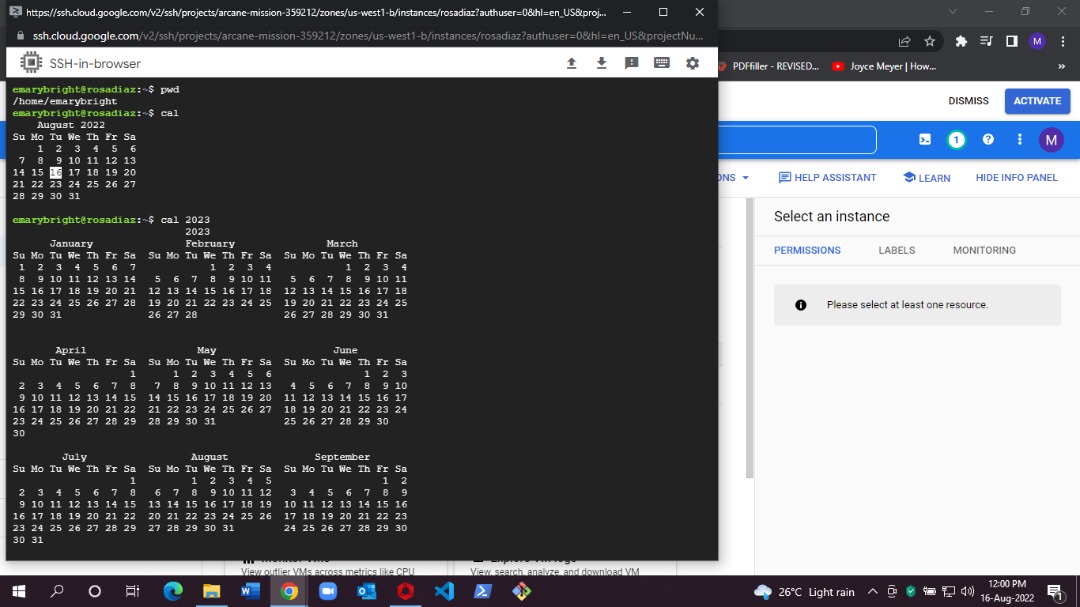 https://ssh.cloud.google.com/v2/ssh/projects/arcane-mission-359212/zones/us-west1-b/instances/rosadiaz?authuser=0&hl=en_US&proj...
ssh.cloud.google.com/v2/ssh/projects/arcane-mission-359212/zones/us-west1-b/instances/rosadiaz?authuser=0&hl=en_US&projectNu...
SSH-in-browser
emarybright@rosadiaz:~$ pwd
/home/emarybright
emarybright@rosadiaz:~$ cal
August 2022
Su Mo Tu We Th Fr Sa
1 2 3 4 5 6
7 8 9 10 11 12 13
14 15 16 17 18 19 20
21 22 23 24 25 26 27
28 29 30 31
emarybright@rosadiaz:~$ cal 2023
2023
January February March
Su Mo Tu We Th Fr Sa Su Mo Tu We Th Fr Sa Su Mo Tu We Th Fr Sa
1 2 3 4 5 6 7 1 2 3 4 1 2 3 4
8 9 10 11 12 13 14 5 6 7 8 9 10 11 5 6 7 8 9 10 11
15 16 17 18 19 20 21 12 13 14 15 16 17 18 12 13 14 15 16 17 18
22 23 24 25 26 27 28 19 20 21 22 23 24 25 19 20 21 22 23 24 25
29 30 31 26 27 28 26 27 28 29 30 31
April May June
Su Mo Tu We Th Fr Sa Su Mo Tu We Th Fr Sa Su Mo Tu We Th Fr Sa
1 1 2 3 4 5 6 1 2 3
2 3 4 5 6 7 8 7 8 9 10 11 12 13 4 5 6 7 8 9 10
9 10 11 12 13 14 15 14 15 16 17 18 19 20 11 12 13 14 15 16 17
16 17 18 19 20 21 22 21 22 23 24 25 26 27 18 19 20 21 22 23 24
23 24 25 26 27 28 29 28 29 30 31 25 26 27 28 29 30
30
July August September
Su Mo Tu We Th Fr Sa Su Mo Tu We Th Fr Sa Su Mo Tu We Th Fr Sa
1 1 2 3 4 5 1 2
2 3 4 5 6 7 8 6 7 8 9 10 11 12 3 4 5 6 7 8 9
9 10 11 12 13 14 15 13 14 15 16 17 18 19 10 11 12 13 14 15 16
16 17 18 19 20 21 22 20 21 22 23 24 25 26 17 18 19 20 21 22 23
23 24 25 26 27 28 29 27 28 29 30 31 24 25 26 27 28 29 30
30 31
M
PDFfiller - REVISED...
Joyce Meyer | How...
»
DISMISS
ACTIVATE
1
M
ONS
HELP ASSISTANT
LEARN
HIDE INFO PANEL
Select an instance
PERMISSIONS
LABELS
MONITORING
Please select at least one resource.
View outlier VMs across metrics like CPU
View, search, analyze, and download VM
26°C Light rain
12:00 PM
16-Aug-2022
1